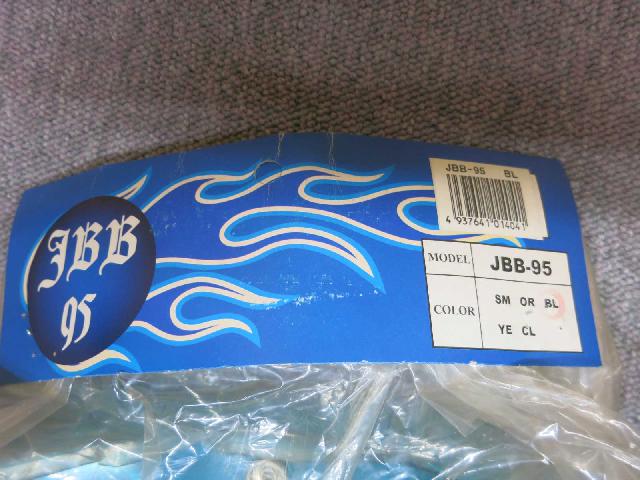 JBB
95
JBB-95 BL
4 937641 014041
MODEL JBB-95
COLOR SM OR BL
YE CL